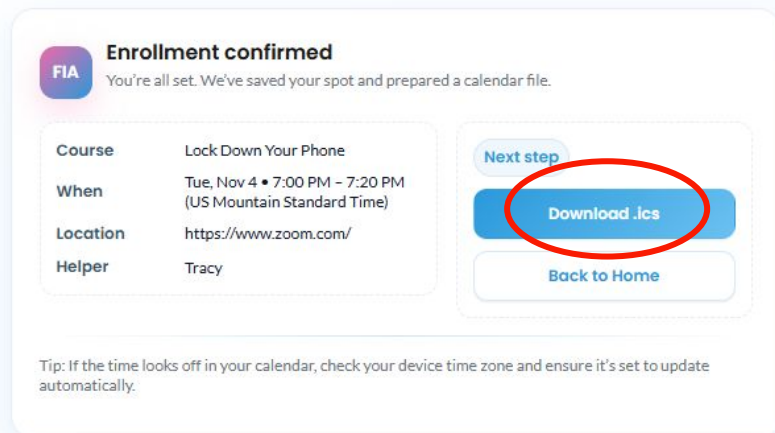 FIA
Enrollment confirmed
You're all set. We've saved your spot and prepared a calendar file.
Course Lock Down Your Phone
When Tue, Nov 4 • 7:00 PM – 7:20 PM
(US Mountain Standard Time)
Location https://www.zoom.com/
Helper Tracy
Next step
Download .ics
Back to Home
Tip: If the time looks off in your calendar, check your device time zone and ensure it's set to update
automatically.